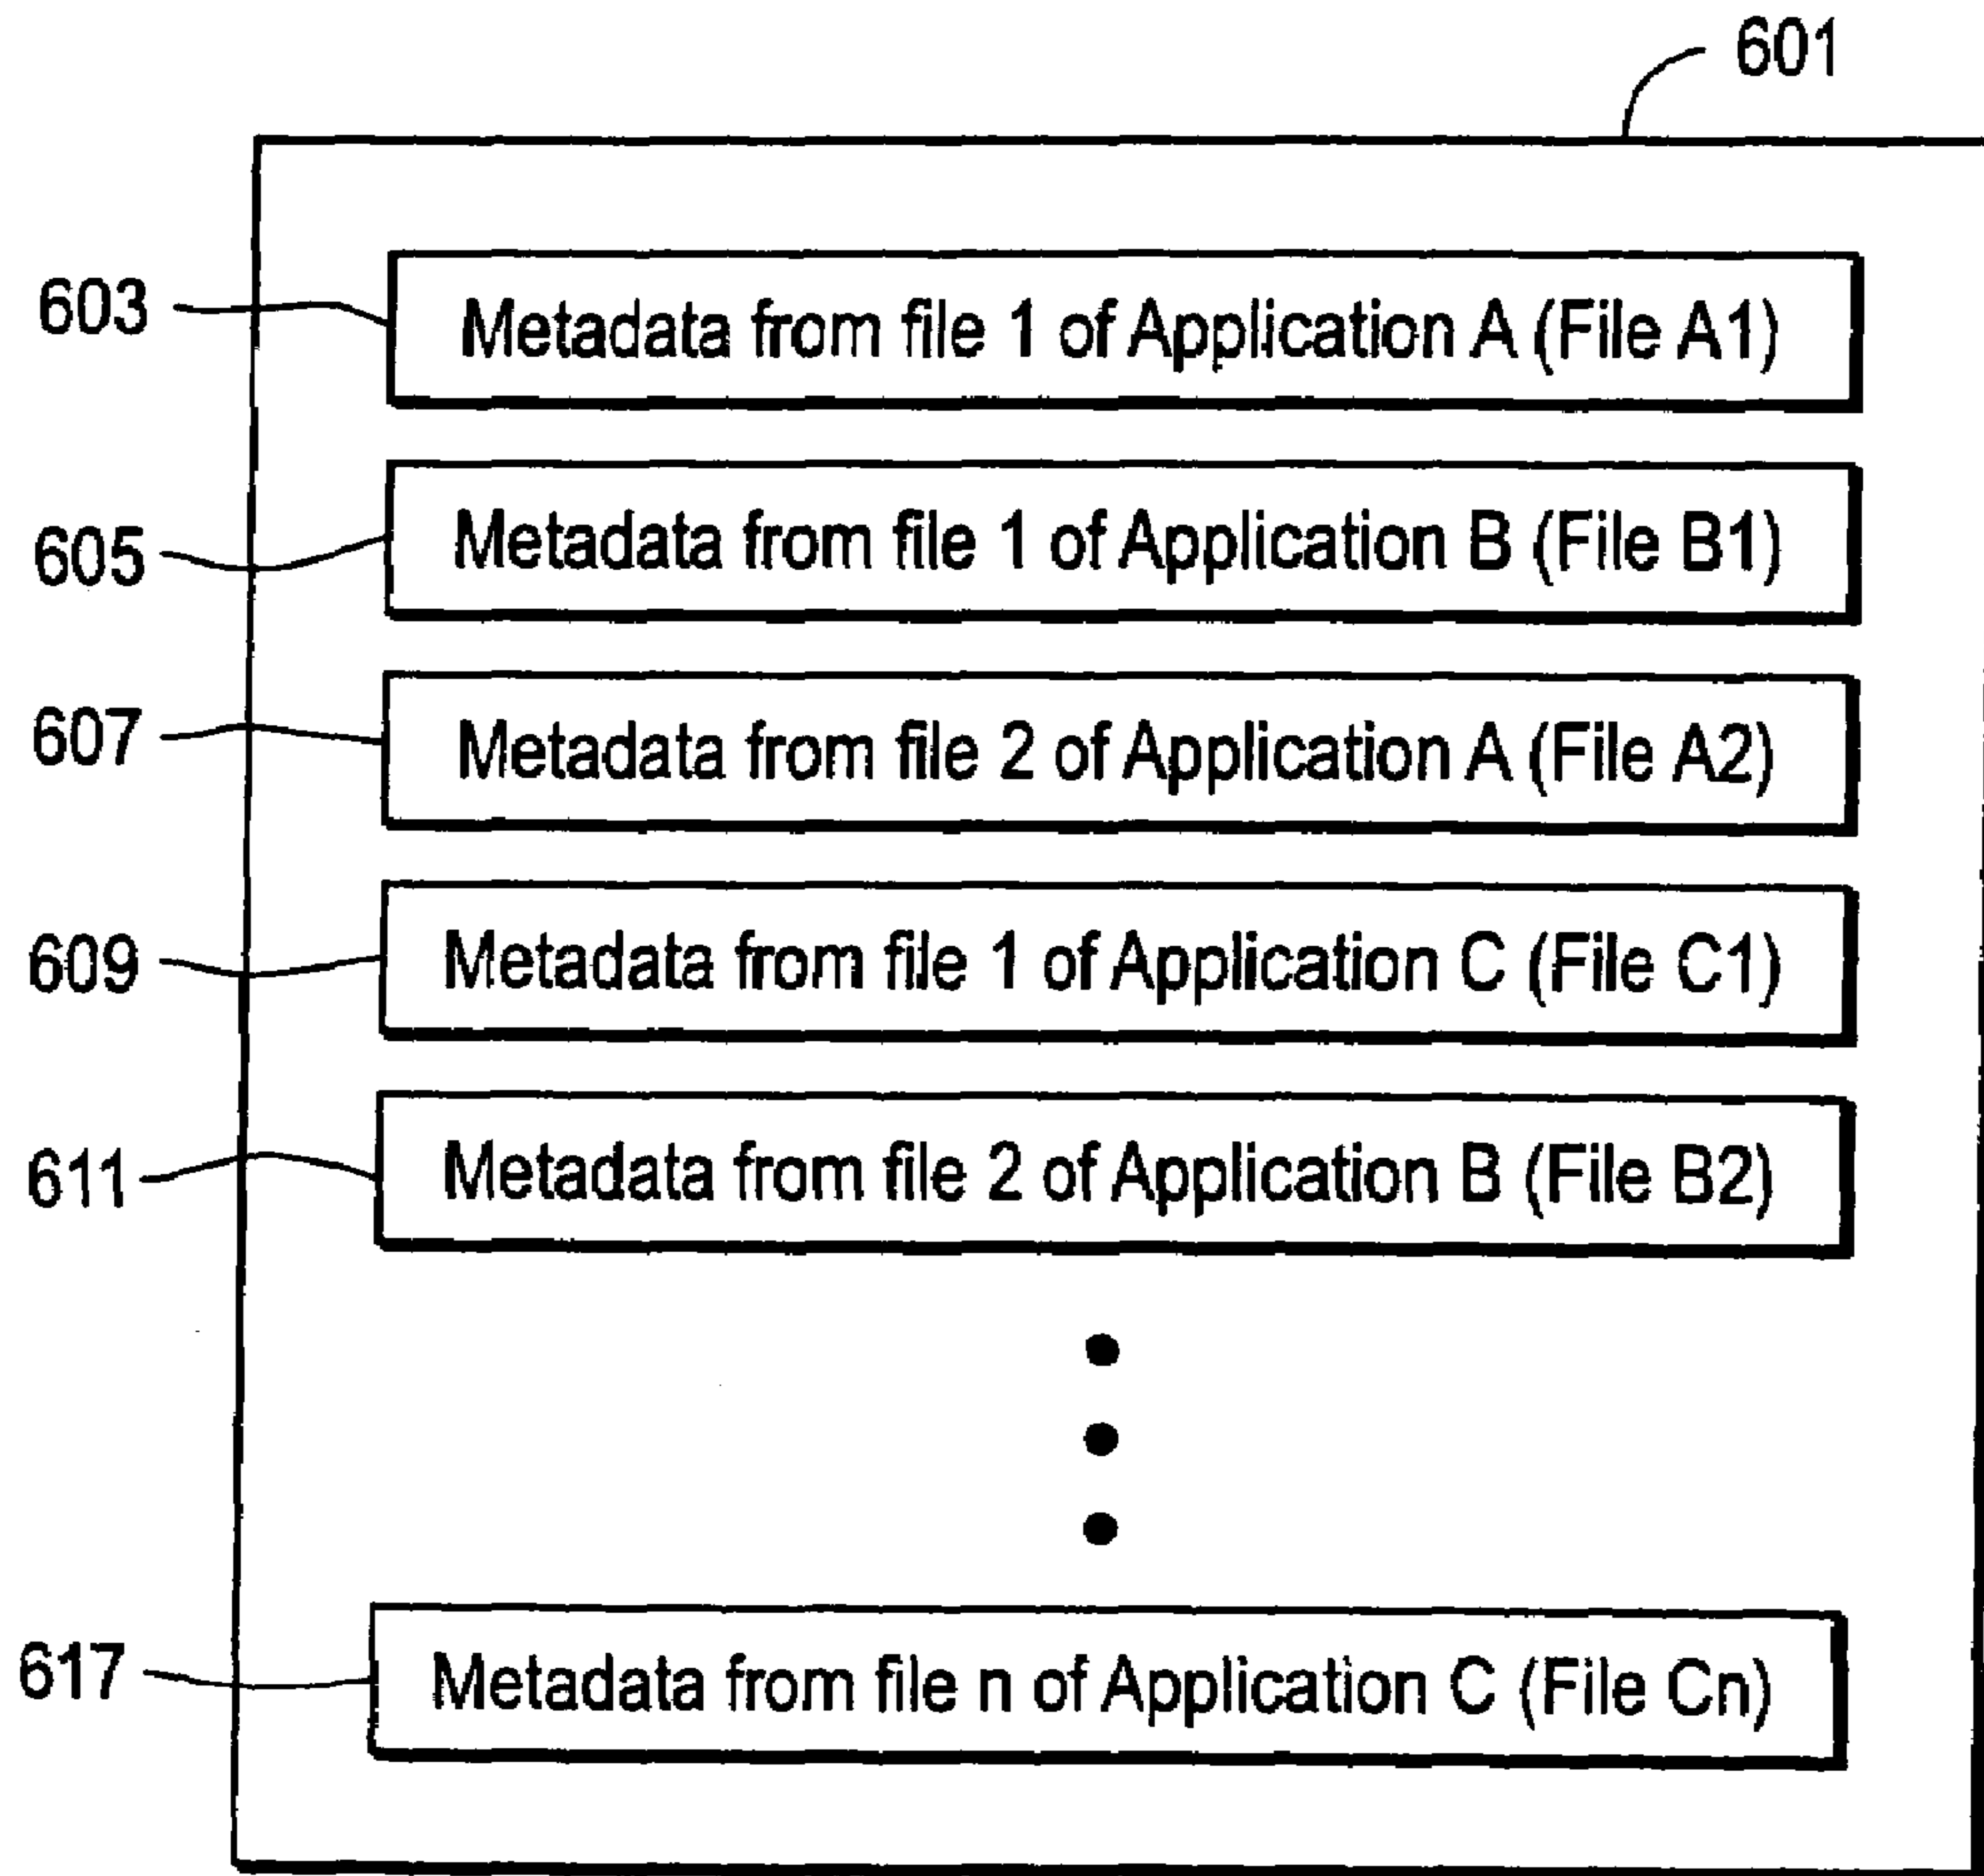 601
603
Metadata from file 1 of Application A (File A1)
605
Metadata from file 1 of Application B (File B1)
607
Metadata from file 2 of Application A (File A2)
609
Metadata from file 1 of Application C (File C1)
611
Metadata from file 2 of Application B (File B2)
617
Metadata from file n of Application C (File Cn)